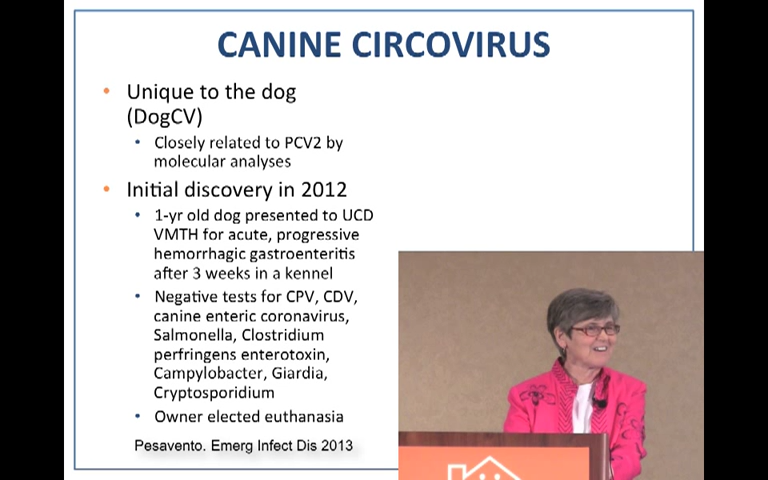 CANINE CIRCOVIRUS
• Unique to the dog
(DogCV)
• Closely related to PCV2 by
molecular analyses
• Initial discovery in 2012
• 1-yr old dog presented to UCD
VMTH for acute, progressive
hemorrhagic gastroenteritis
after 3 weeks in a kennel
• Negative tests for CPV, CDV,
canine enteric coronavirus,
Salmonella, Clostridium
perfringens enterotoxin,
Campylobacter, Giardia,
Cryptosporidium
• Owner elected euthanasia
Pesavento. Emerg Infect Dis 2013